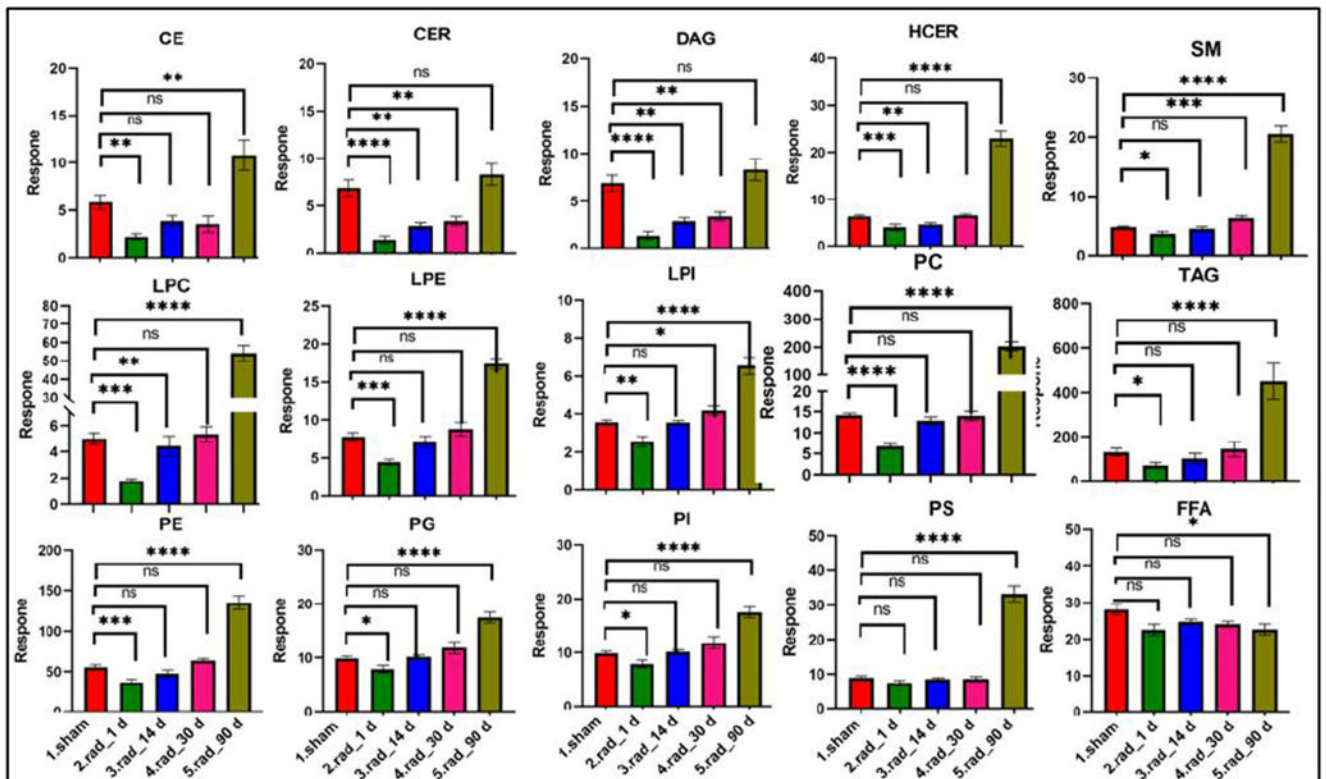 CE
20
15
10
5
0
Respone
**
ns
ns
**
CER
20
15
10
5
0
Respone
ns
**
**
****
DAG
20
15
10
5
0
Respone
ns
**
**
****
HCER
40
30
20
10
0
Respone
****
ns
**
***
SM
30
20
10
0
Respone
****
***
ns
*
LPC
80
70
60
50
40
30
6
4
2
0
Respone
****
ns
**
***
LPE
25
20
15
10
5
0
Respone
****
ns
ns
***
LPI
8
6
4
2
0
Respone
****
*
ns
**
PC
400
300
200
100
20
15
10
5
0
Respone
****
ns
ns
****
TAG
800
600
400
200
0
****
ns
ns
*
PE
200
150
100
50
0
Respone
****
ns
ns
***
1.sham
2.rad_1 d
3.rad_14 d
4.rad_30 d
5.rad_90 d
PG
30
20
10
0
Respone
****
ns
ns
*
1.sham
2.rad_1 d
3.rad_14 d
4.rad_30 d
5.rad_90 d
PI
30
20
10
0
Respone
****
ns
ns
*
1.sham
2.rad_1 d
3.rad_14 d
4.rad_30 d
5.rad_90 d
PS
50
40
30
20
10
0
Respone
****
ns
ns
ns
1.sham
2.rad_1 d
3.rad_14 d
4.rad_30 d
5.rad_90 d
FFA
50
40
30
20
10
0
Respone
*
ns
ns
ns
1.sham
2.rad_1 d
3.rad_14 d
4.rad_30 d
5.rad_90 d